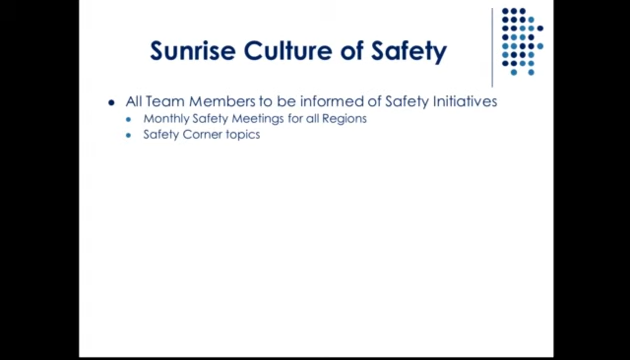 Sunrise Culture of Safety
All Team Members to be informed of Safety Initiatives
Monthly Safety Meetings for all Regions
Safety Corner topics